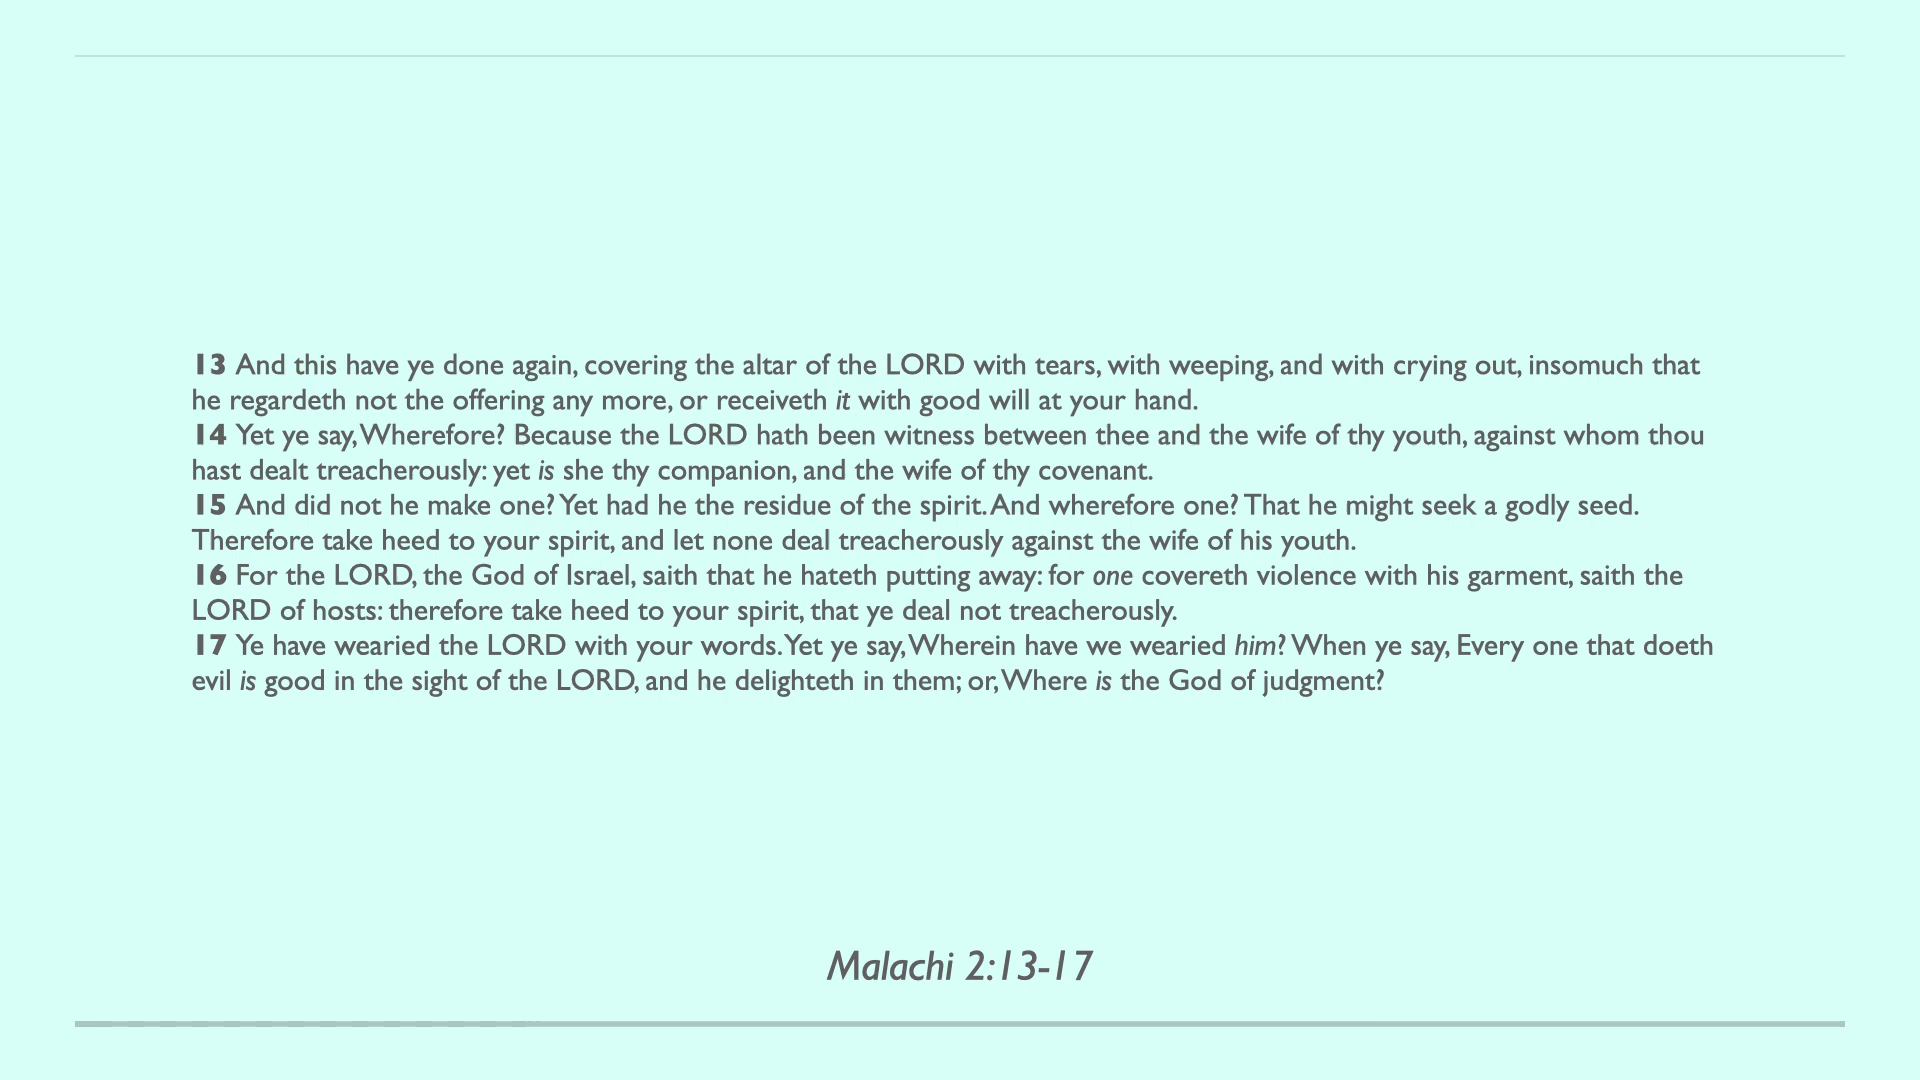 13 And this have ye done again, covering the altar of the LORD with tears, with weeping, and with crying out, insomuch that
he regardeth not the offering any more, or receiveth it with good will at your hand.
14 Yet ye say, Wherefore? Because the LORD hath been witness between thee and the wife of thy youth, against whom thou
hast dealt treacherously: yet is she thy companion, and the wife of thy covenant.
15 And did not he make one? Yet had he the residue of the spirit. And wherefore one? That he might seek a godly seed.
Therefore take heed to your spirit, and let none deal treacherously against the wife of his youth.
16 For the LORD, the God of Israel, saith that he hateth putting away: for one covereth violence with his garment, saith the
LORD of hosts: therefore take heed to your spirit, that ye deal not treacherously.
17 Ye have wearied the LORD with your words. Yet ye say, Wherein have we wearied him? When ye say, Every one that doeth
evil is good in the sight of the LORD, and he delighteth in them; or, Where is the God of judgment?
Malachi 2:13-17